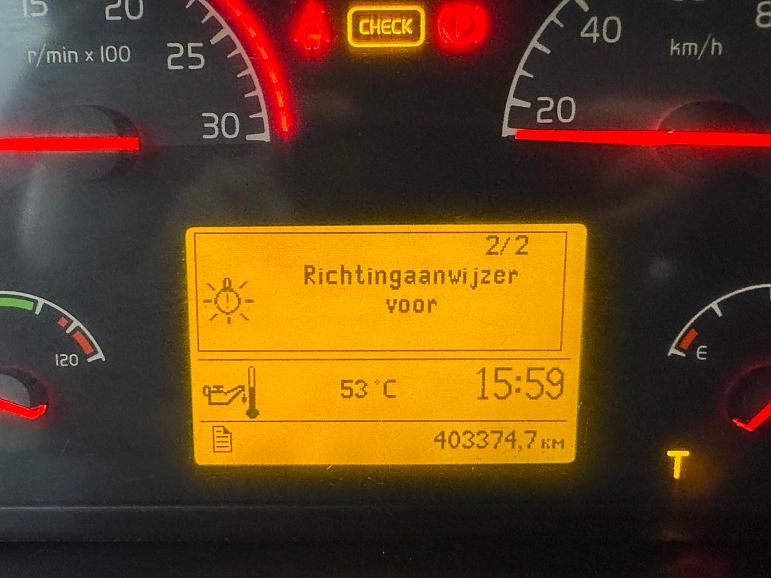 15 20 CHECK P 40
r/min x 100 25 km/h
30 20
2/2
Richtingaanwijzer
voor
120 E
53°C 15:59
403374,7 KM
T